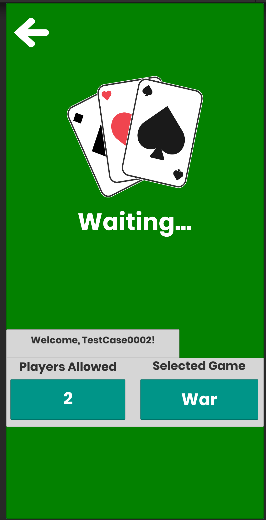 Waiting...
Welcome, TestCase0002!
Players Allowed
Selected Game
2
War